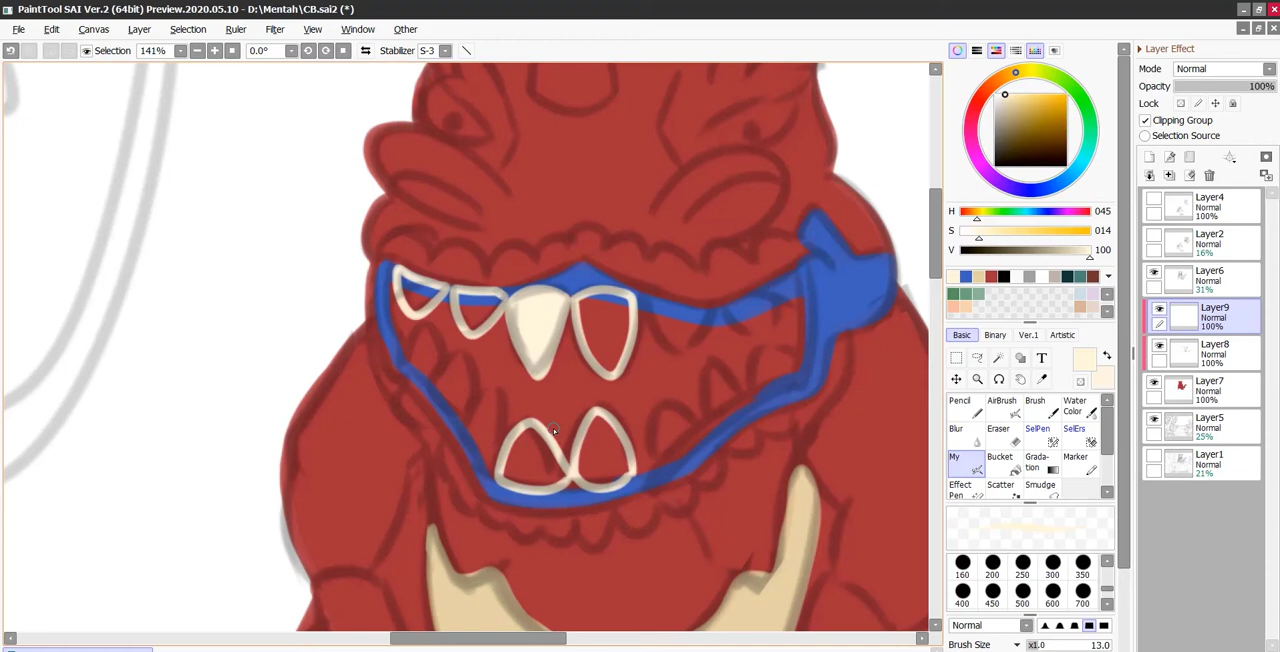 PaintTool SAI Ver.2 (64bit) Preview.2020.05.10 - D:\Mentah\CB.sai2 (*)
File Edit Canvas Layer Selection Ruler Filter View Window Other
Selection 141% 0.0° Stabilizer S-3
Layer Effect
Mode Normal
Opacity 100%
Lock
Clipping Group
Selection Source
H 045
S 014
V 100
Layer4
Normal
100%
Layer2
Normal
16%
Layer6
Normal
31%
Layer9
Normal
100%
Layer8
Normal
100%
Layer7
Normal
100%
Layer5
Normal
25%
Layer1
Normal
21%
Basic Binary Ver.1 Artistic
T
Pencil AirBrush Brush Water Color
Blur Eraser SelPen SelErs
My Bucket Grada-tion Marker
Effect Pen Scatter Smudge
160 200 250 300 350
400 450 500 600 700
Normal
Brush Size x1.0 13.0